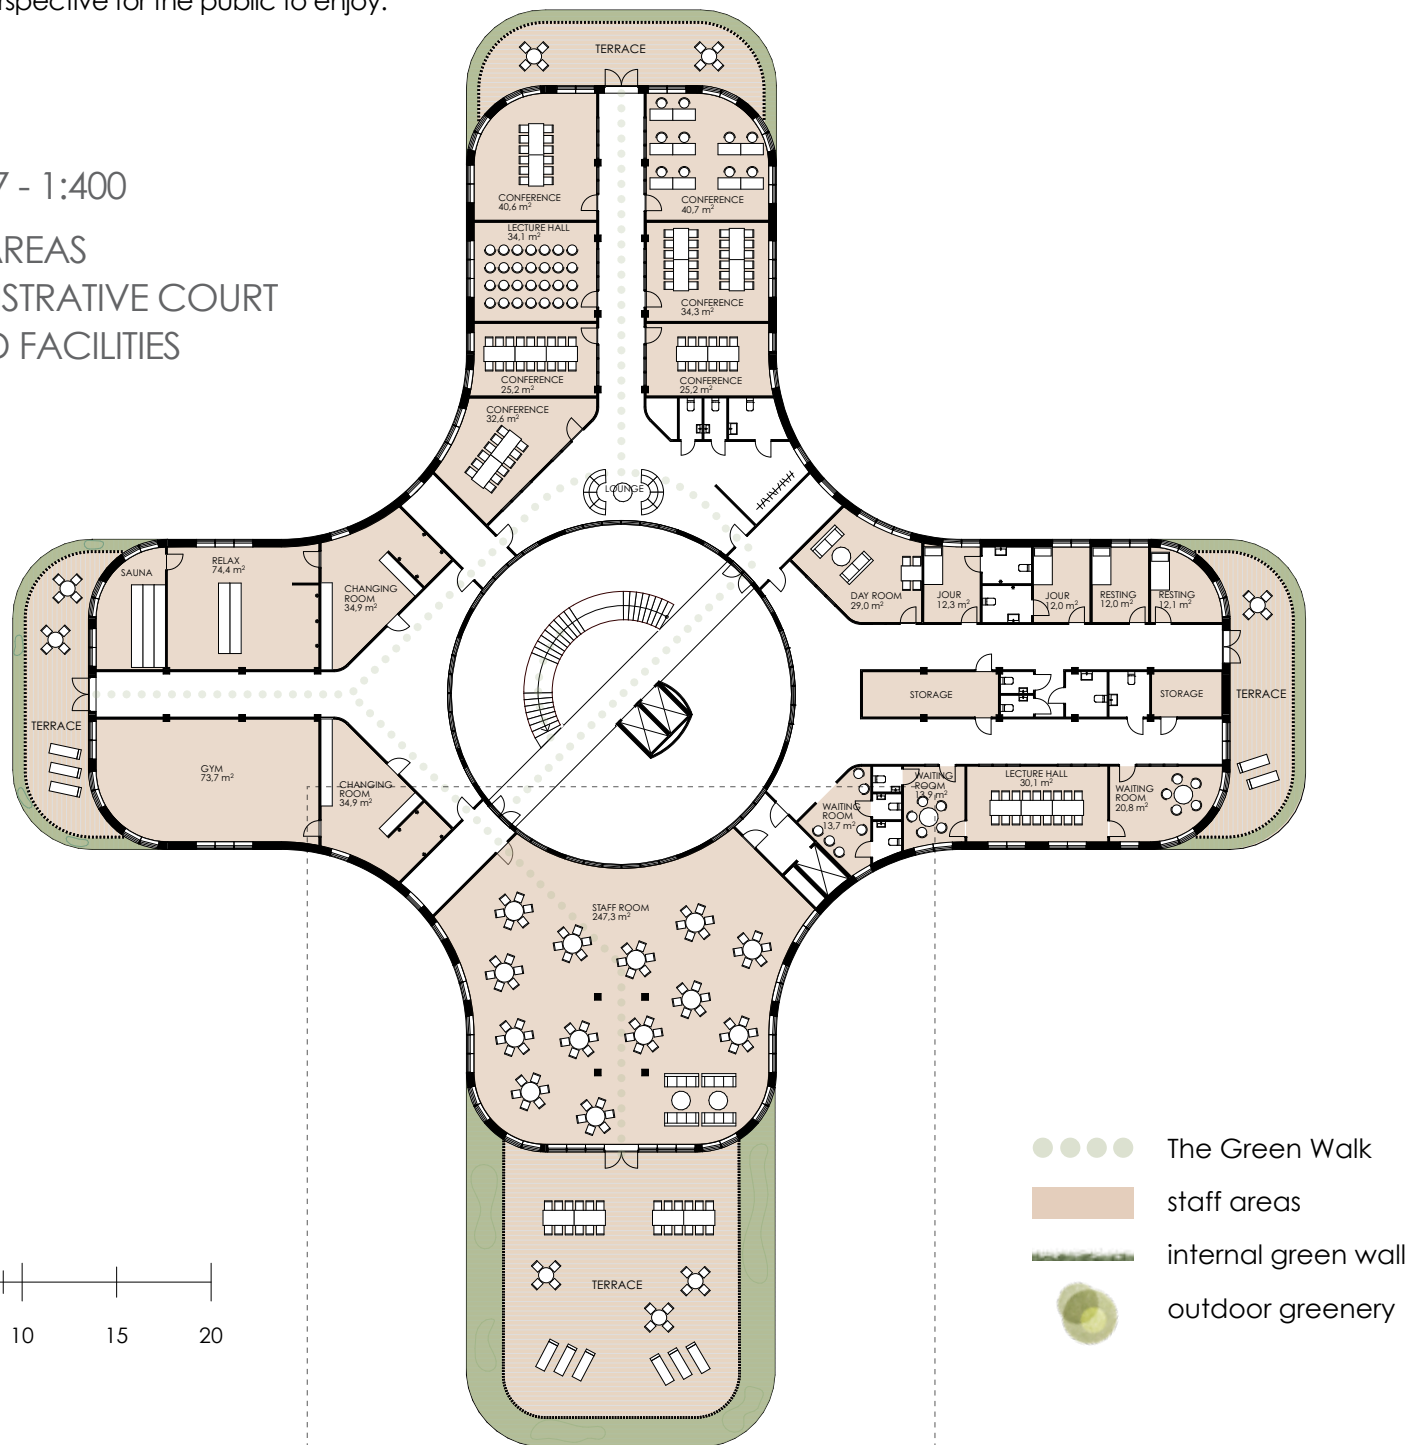 rspective for the public to enjoy.
7 - 1:400
AREAS
ISTRATIVE COURT
D FACILITIES
TERRACE
CONFERENCE
40,6 m²
CONFERENCE
40,7 m²
LECTURE HALL
34,1 m²
CONFERENCE
34,3 m²
CONFERENCE
25,2 m²
CONFERENCE
25,2 m²
CONFERENCE
32,6 m²
LOUNGE
SAUNA
RELAX
74,4 m²
CHANGING
ROOM
34,9 m²
DAY ROOM
29,0 m²
JOUR
12,3 m²
JOUR
12,0 m²
RESTING
12,0 m²
RESTING
12,1 m²
STORAGE
STORAGE
TERRACE
TERRACE
GYM
73,7 m²
CHANGING
ROOM
34,9 m²
WAITING
ROOM
13,7 m²
WAITING
ROOM
13,9 m²
LECTURE HALL
30,1 m²
WAITING
ROOM
20,8 m²
STAFF ROOM
247,3 m²
TERRACE
The Green Walk
staff areas
internal green wall
outdoor greenery
10 15 20